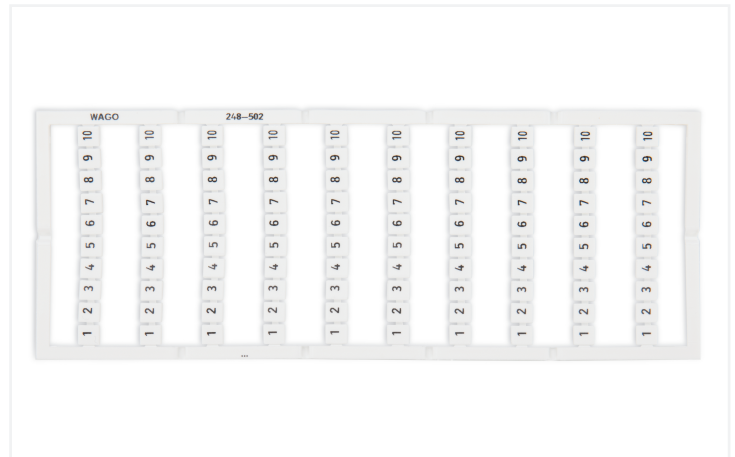 WAGO 248–502
10 10 10 10 10 10 10 10 10 10
9 9 9 9 9 9 9 9 9 9
8 8 8 8 8 8 8 8 8 8
7 7 7 7 7 7 7 7 7 7
6 6 6 6 6 6 6 6 6 6
5 5 5 5 5 5 5 5 5 5
4 4 4 4 4 4 4 4 4 4
3 3 3 3 3 3 3 3 3 3
2 2 2 2 2 2 2 2 2 2
1 1 1 1 1 1 1 1 1 1
...